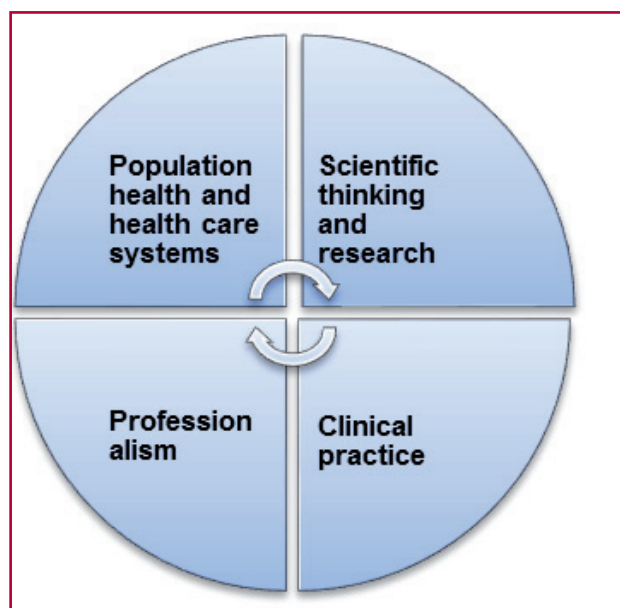 Population
health and
health care
systems
Scientific
thinking
and
research
Profession
alism
Clinical
practice